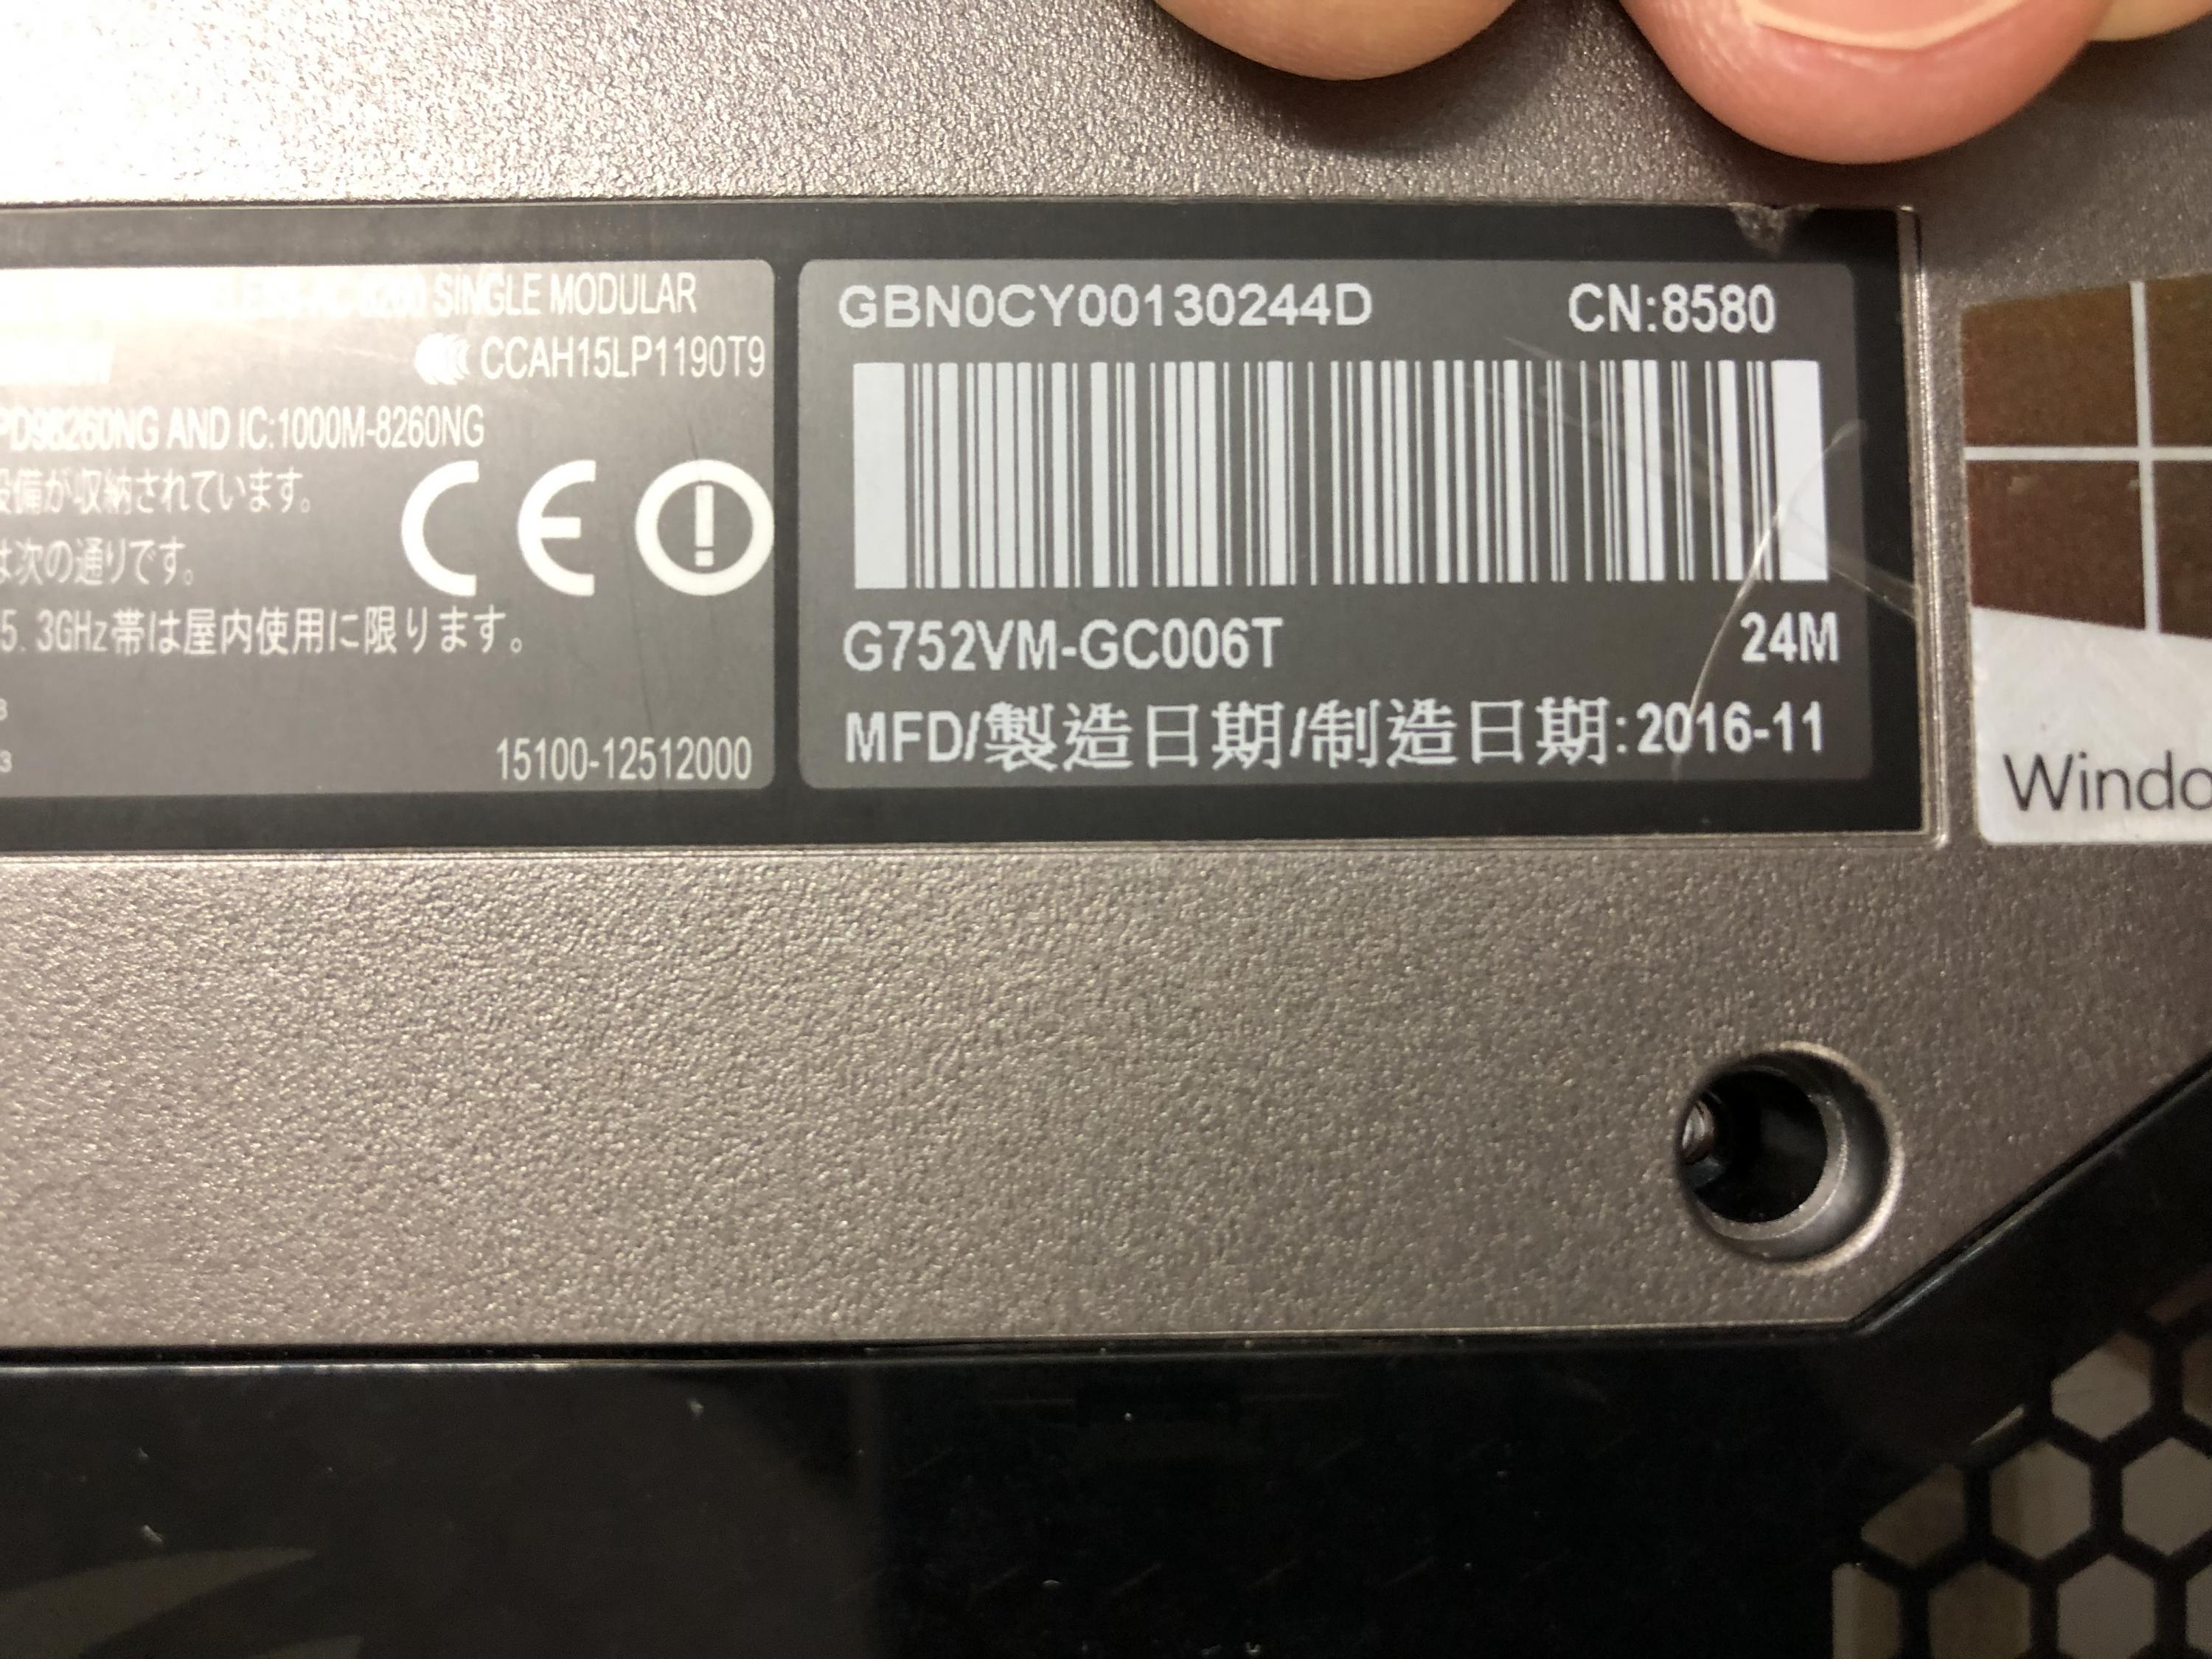 SINGLE MODULAR
CCAH15LP1190T9
PD98260NG AND IC:1000M-8260NG
設備が収納されています。
は次の通りです。
5.3GHz帯は屋内使用に限ります。
15100-12512000
GBN0CY00130244D CN:8580
G752VM-GC006T 24M
MFD/製造日期/制造日期:2016-11
Windo